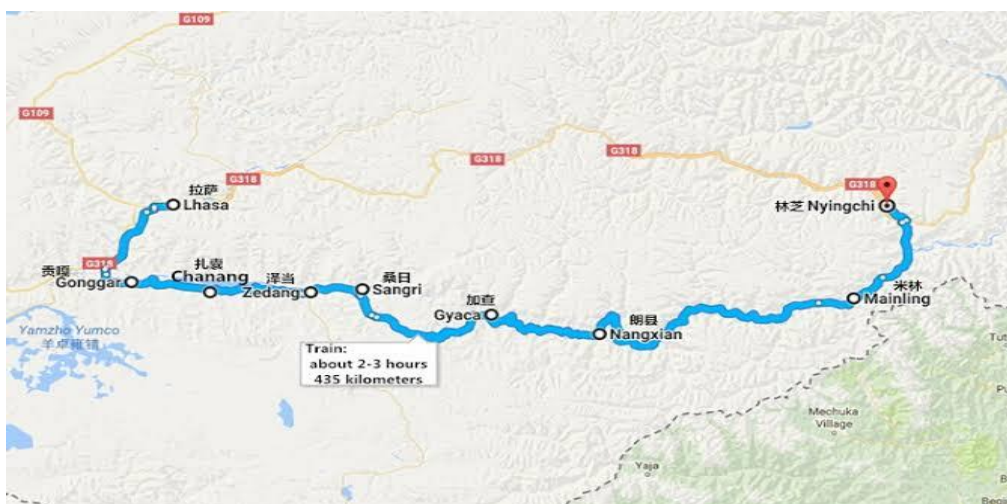 G109
G109
G318
G318
G318
G318
拉萨
Lhasa
林芝 Nyingchi
贡嘎
G318
Gonggar
扎囊
Chanang
泽当
Zedang
桑日
Sangri
加查
Gyaca
朗县
Nangxian
米林
Mainling
Yamzho Yumco
羊卓雍错
Train:
about 2-3 hours
435 kilometers
Mechuka
Village
Yaja